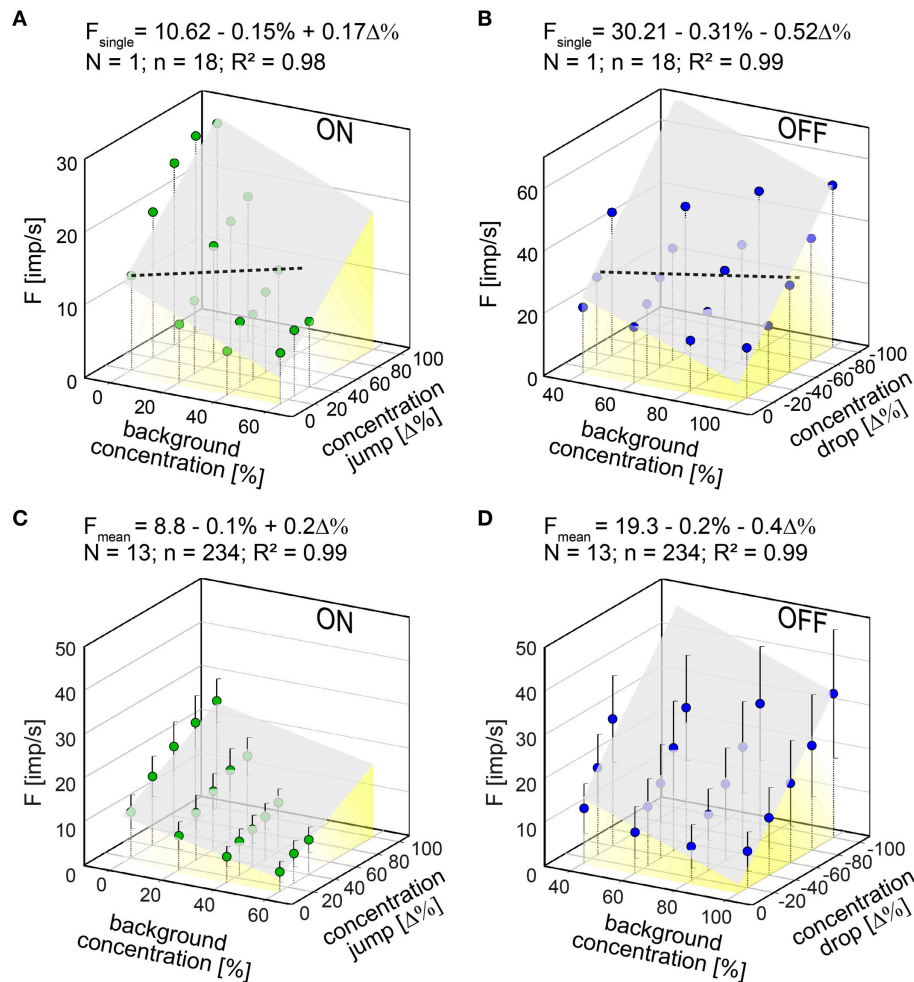 A
F_single = 10.62 - 0.15% + 0.17Δ%
N = 1; n = 18; R² = 0.98
ON
30
20
10
0
F [imp/s]
0
20
40
60
background
concentration [%]
0
20
40
60
80
100
concentration
jump [Δ%]
B
F_single = 30.21 - 0.31% - 0.52Δ%
N = 1; n = 18; R² = 0.99
OFF
60
40
20
0
F [imp/s]
40
60
80
100
background
concentration [%]
0
-20
-40
-60
-80
-100
concentration
drop [Δ%]
C
F_mean = 8.8 - 0.1% + 0.2Δ%
N = 13; n = 234; R² = 0.99
ON
50
40
30
20
10
0
F [imp/s]
0
20
40
60
background
concentration [%]
0
20
40
60
80
100
concentration
jump [Δ%]
D
F_mean = 19.3 - 0.2% - 0.4Δ%
N = 13; n = 234; R² = 0.99
OFF
50
40
30
20
10
0
F [imp/s]
40
60
80
100
background
concentration [%]
0
-20
-40
-60
-80
-100
concentration
drop [Δ%]